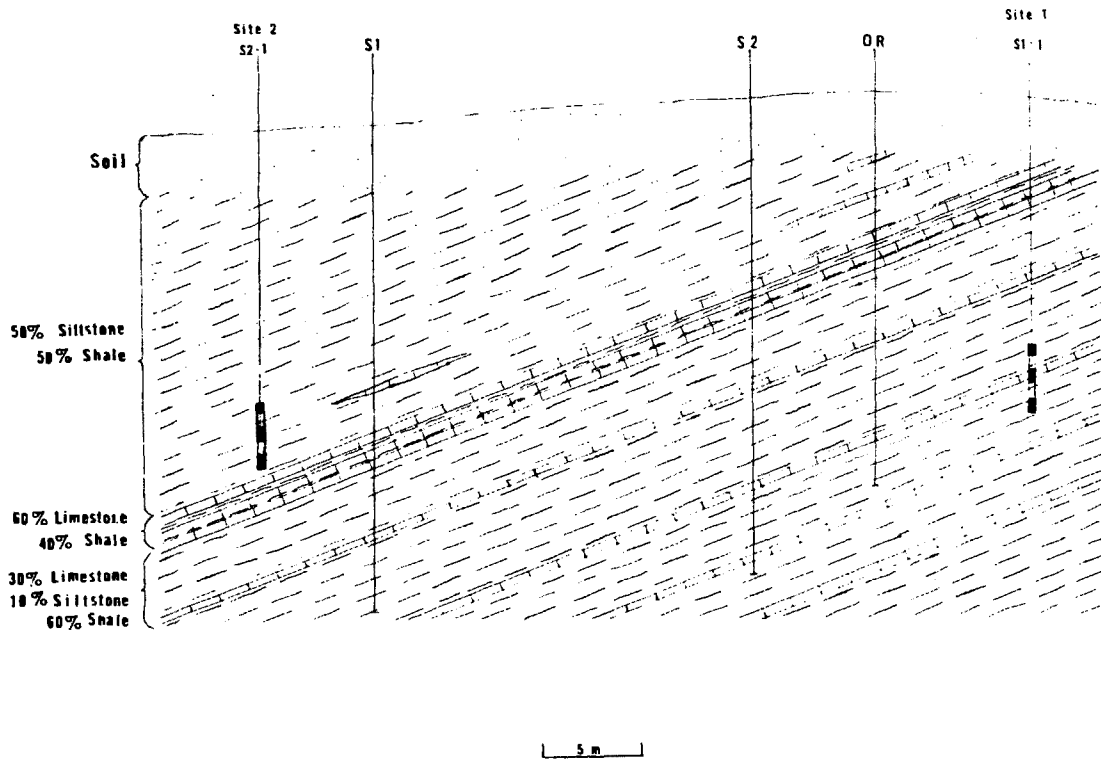 Site 2
S2-1
S1
S2
OR
Site 1
S1-1
Soil
50% Siltstone
50% Shale
60% Limestone
40% Shale
30% Limestone
10% Siltstone
60% Shale
5 m